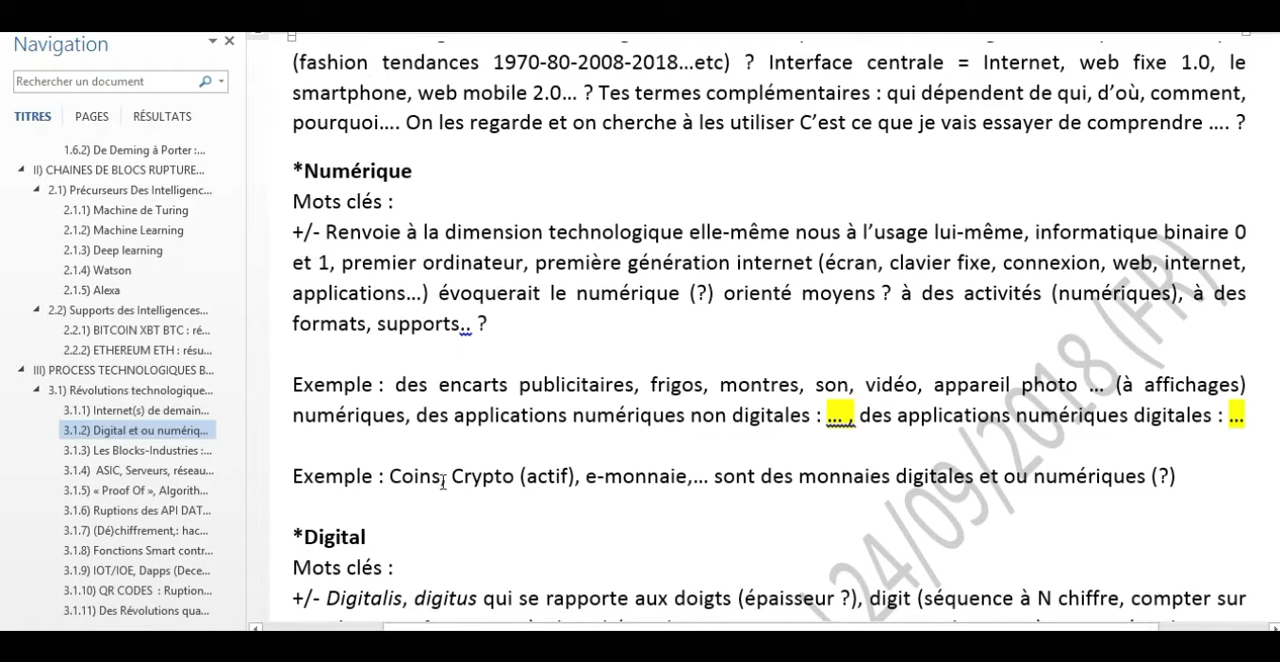 Navigation
Rechercher un document
TITRES PAGES RÉSULTATS
1.6.2) De Deming à Porter :...
II) CHAINES DE BLOCS RUPTURE...
2.1) Précurseurs Des Intelligenc...
2.1.1) Machine de Turing
2.1.2) Machine Learning
2.1.3) Deep learning
2.1.4) Watson
2.1.5) Alexa
2.2) Supports des Intelligences...
2.2.1) BITCOIN XBT BTC : ré...
2.2.2) ETHEREUM ETH : résu...
III) PROCESS TECHNOLOGIQUES B...
3.1) Révolutions technologique...
3.1.1) Internet(s) de demain...
3.1.2) Digital et ou numériq...
3.1.3) Les Blocks-Industries :...
3.1.4) ASIC, Serveurs, réseau...
3.1.5) « Proof Of », Algorith...
3.1.6) Ruptions des API DAT...
3.1.7) (Dé)chiffrement,: hac...
3.1.8) Fonctions Smart contr...
3.1.9) IOT/IOE, Dapps (Dece...
3.1.10) QR CODES : Ruption...
3.1.11) Des Révolutions qua...
(fashion tendances 1970-80-2008-2018...etc) ? Interface centrale = Internet, web fixe 1.0, le
smartphone, web mobile 2.0... ? Tes termes complémentaires : qui dépendent de qui, d'où, comment,
pourquoi.... On les regarde et on cherche à les utiliser C'est ce que je vais essayer de comprendre .... ?
*Numérique
Mots clés :
+/- Renvoie à la dimension technologique elle-même nous à l'usage lui-même, informatique binaire 0
et 1, premier ordinateur, première génération internet (écran, clavier fixe, connexion, web, internet,
applications...) évoquerait le numérique (?) orienté moyens ? à des activités (numériques), à des
formats, supports.. ?
Exemple : des encarts publicitaires, frigos, montres, son, vidéo, appareil photo ... (à affichages)
numériques, des applications numériques non digitales : ... , des applications numériques digitales : ...
Exemple : Coins, Crypto (actif), e-monnaie,... sont des monnaies digitales et ou numériques (?)
*Digital
Mots clés :
+/- Digitalis, digitus qui se rapporte aux doigts (épaisseur ?), digit (séquence à N chiffre, compter sur
24/09/2018 (FR)